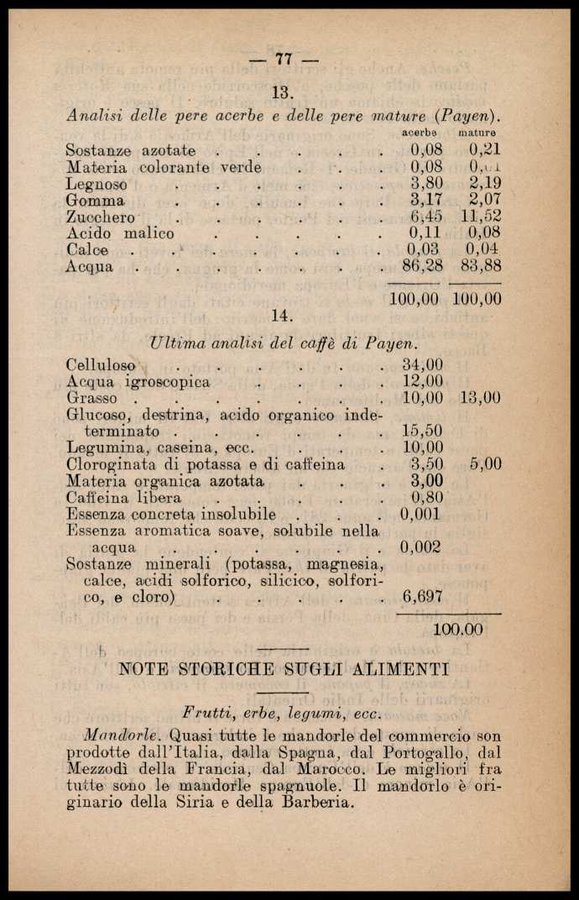 — 77 —
13.
Analisi delle pere acerbe e delle pere mature (Payen).
acerbe mature
Sostanze azotate . . . . . 0,08 0,21
Materia colorante verde . . . 0,08
Legnoso . . . . . . 3,80 2,19
Gomma . . . . . . 3,17 2,07
Zucchero . . . . . . 6,45 11,52
Acido malico . . . . . 0,11 0,08
Calce . . . . . . . 0,03 0,04
Acqua . . . . . . . 86,28 83,88
100,00 100,00
14.
Ultima analisi del caffè di Payen.
Celluloso . . . . . . 34,00
Acqua igroscopica . . . . 12,00
Grasso . . . . . . . 10,00 13,00
Glucoso, destrina, acido organico inde-
terminato . . . . . . 15,50
Legumina, caseina, ecc. . . . 10,00
Cloroginata di potassa e di caffeina . 3,50 5,00
Materia organica azotata . . . 3,00
Caffeina libera . . . . . 0,80
Essenza concreta insolubile . . . 0,001
Essenza aromatica soave, solubile nella
acqua . . . . . . 0,002
Sostanze minerali (potassa, magnesia,
calce, acidi solforico, silicico, solfori-
co, e cloro) . . . . . 6,697
100.00
NOTE STORICHE SUGLI ALIMENTI
Frutti, erbe, legumi, ecc.
Mandorle. Quasi tutte le mandorle del commercio son
prodotte dall'Italia, dalla Spagna, dal Portogallo, dal
Mezzodì della Francia, dal Marocco. Le migliori fra
tutte sono le mandorle spagnuole. Il mandorlo è ori-
ginario della Siria e della Barberia.